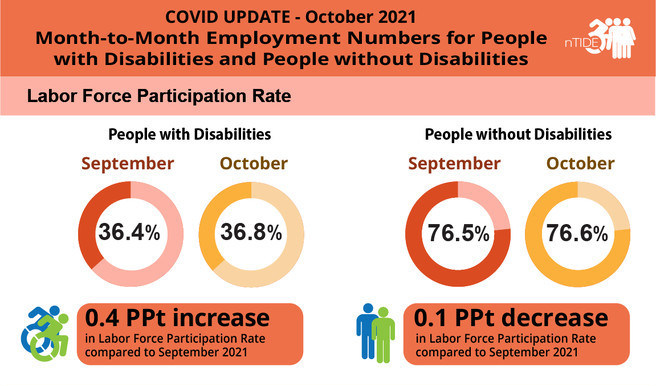 COVID UPDATE - October 2021
Month-to-Month Employment Numbers for People
with Disabilities and People without Disabilities
nTIDE
Labor Force Participation Rate
People with Disabilities
September
October
36.4%
36.8%
0.4 PPt increase
in Labor Force Participation Rate
compared to September 2021
People without Disabilities
September
October
76.5%
76.6%
0.1 PPt decrease
in Labor Force Participation Rate
compared to September 2021